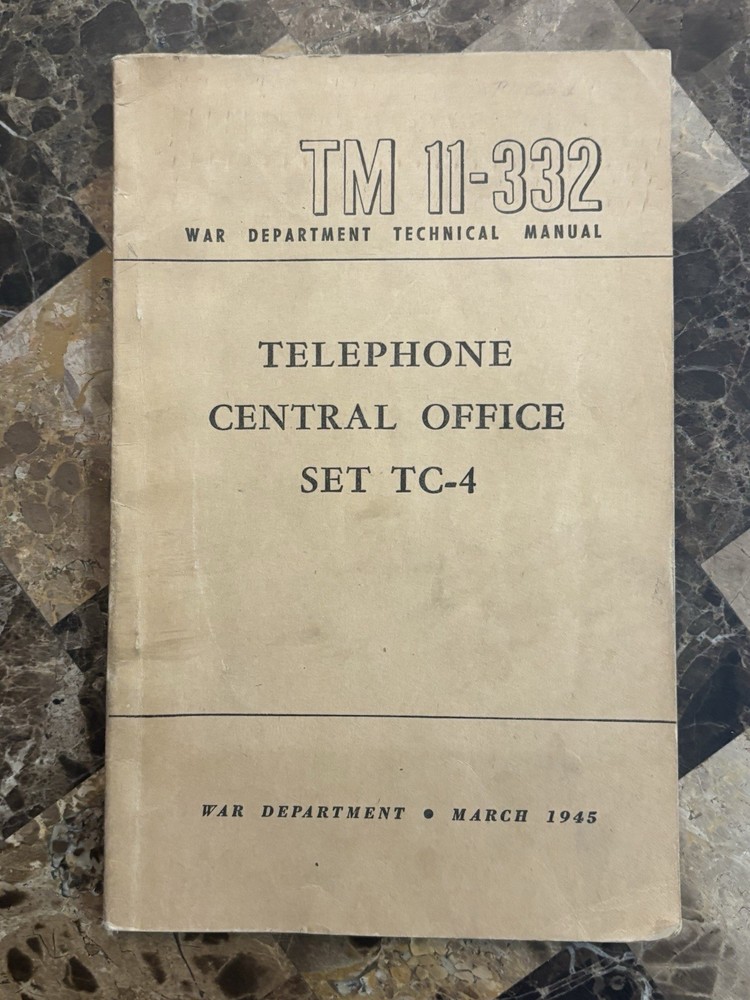 TM 11-332
WAR DEPARTMENT TECHNICAL MANUAL
TELEPHONE
CENTRAL OFFICE
SET TC-4
WAR DEPARTMENT • MARCH 1945